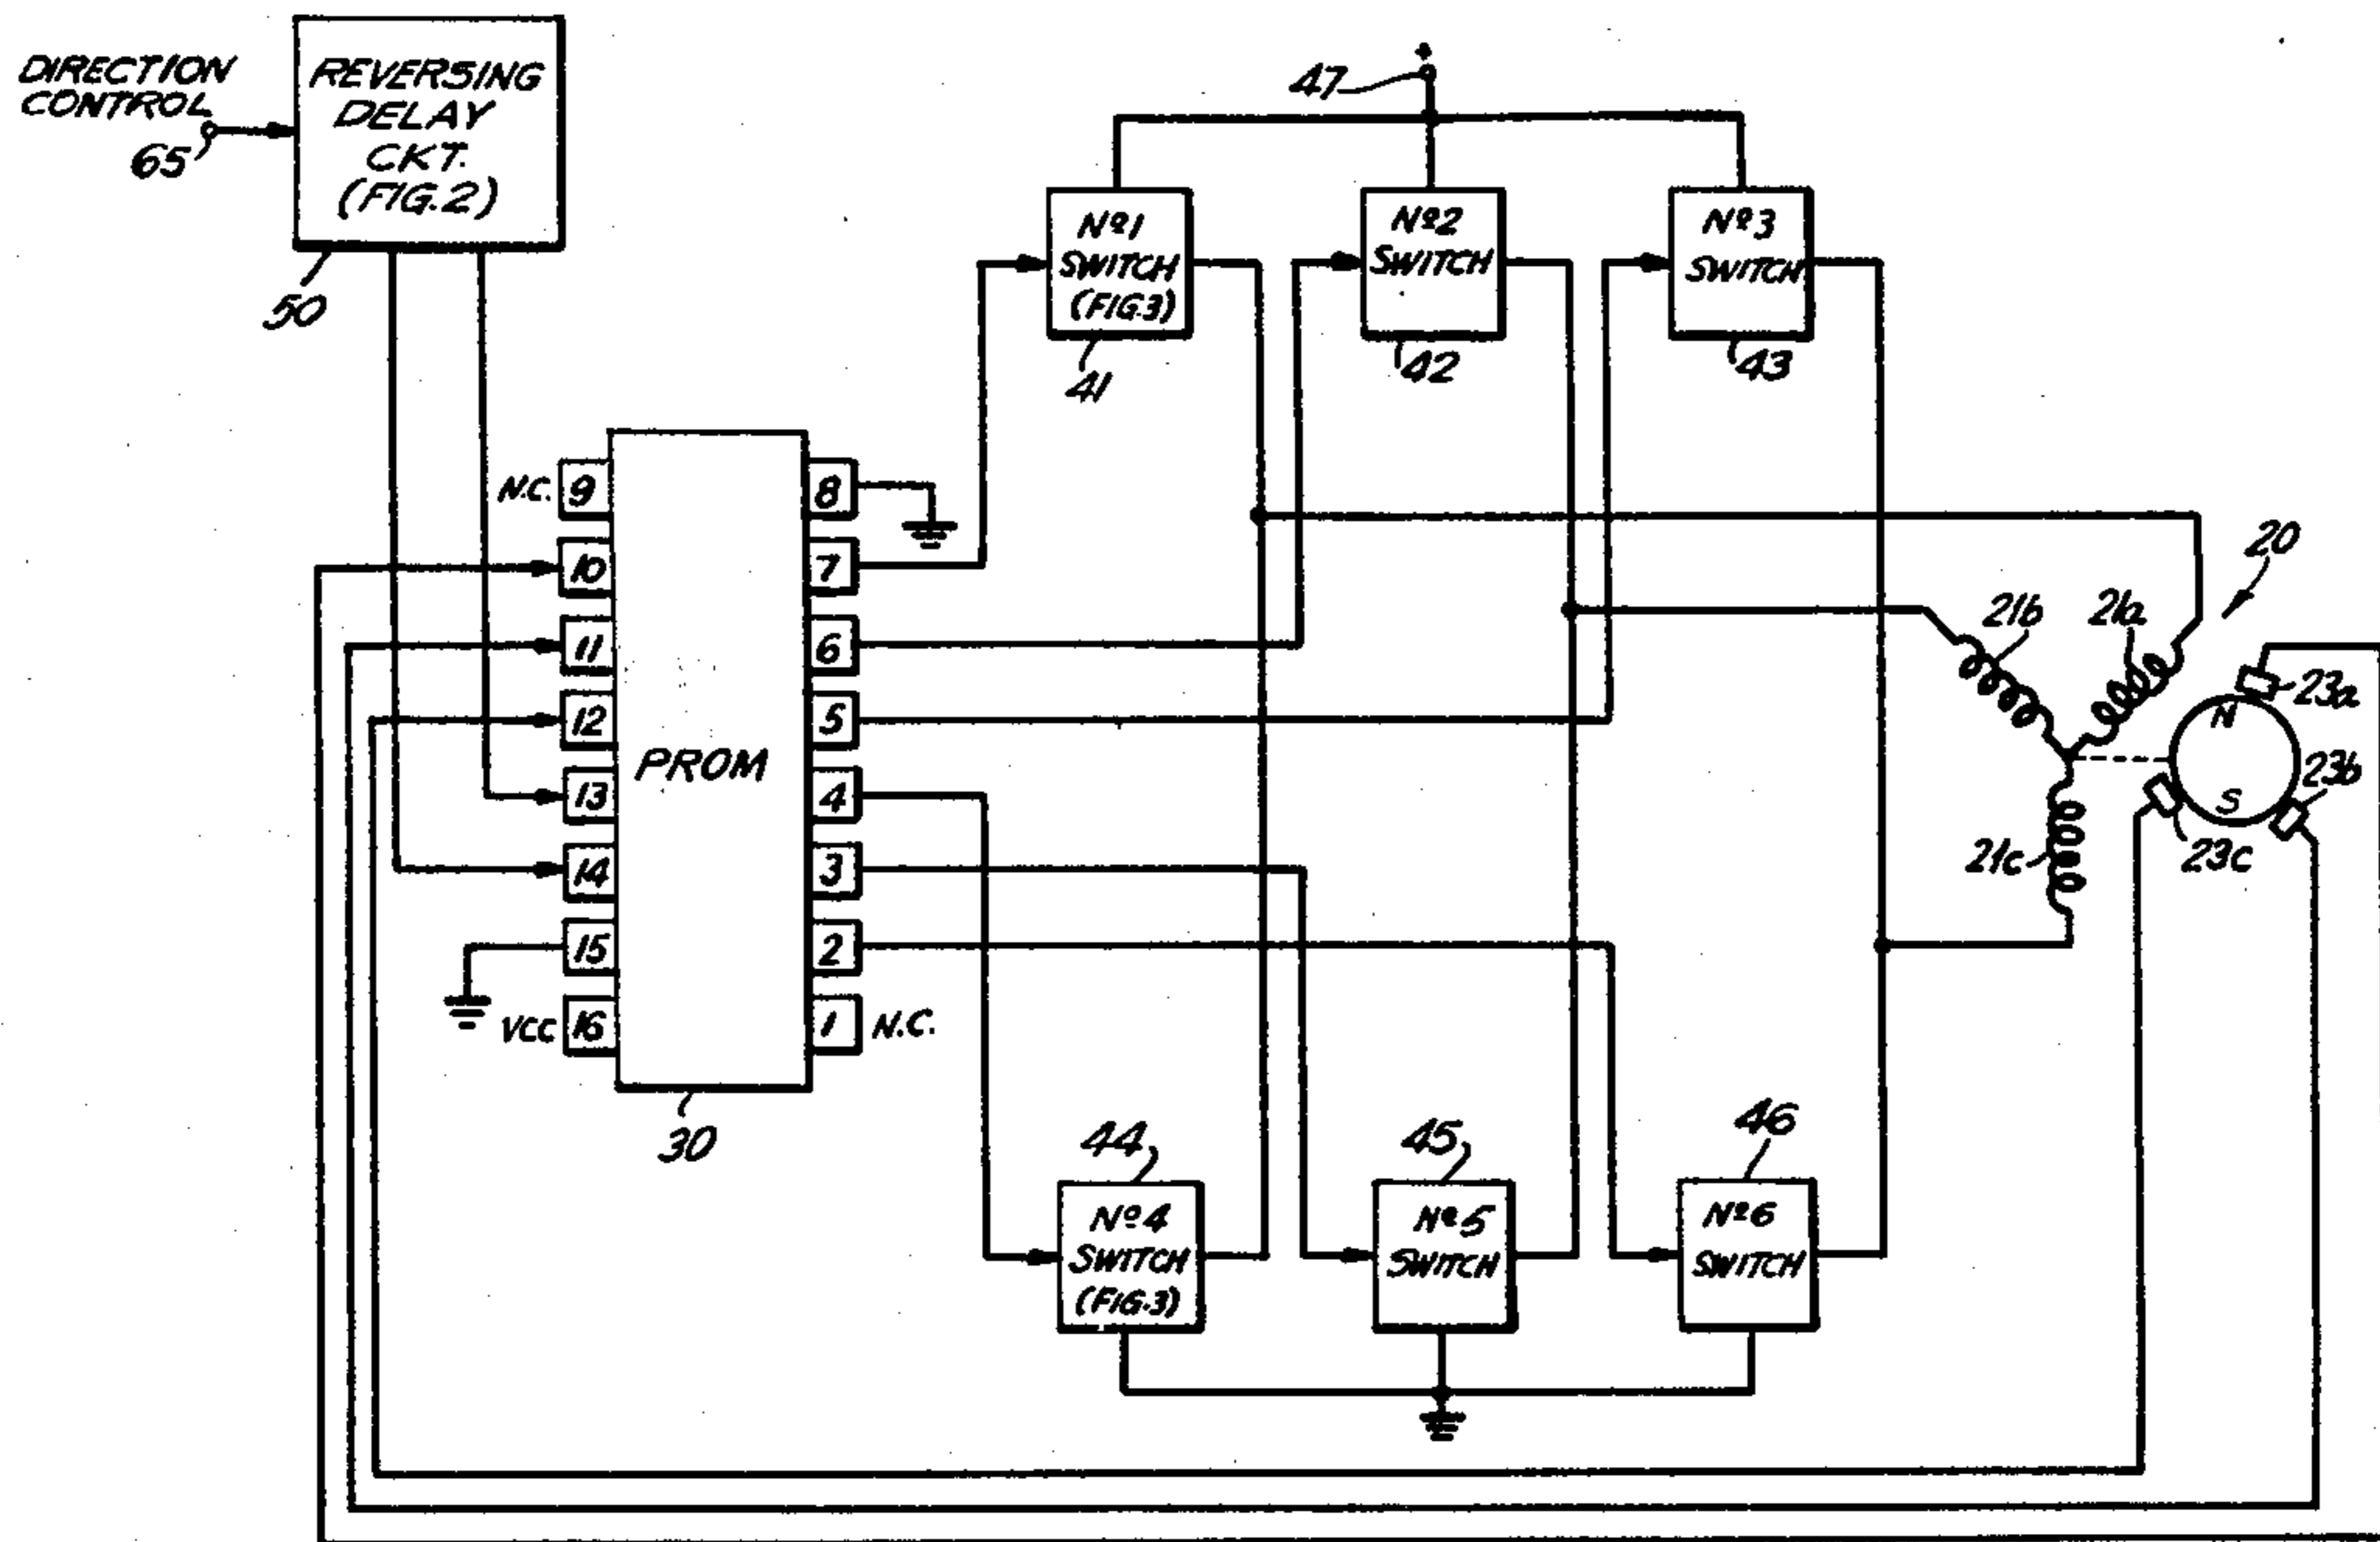 DIRECTION
CONTROL
65
REVERSING
DELAY
CKT.
(FIG.2)
50
47
+
Nº1
SWITCH
(FIG.3)
41
Nº2
SWITCH
42
Nº3
SWITCH
43
N.C. 9
10
11
12
13
14
15
VCC 16
PROM
30
8
7
6
5
4
3
2
1 N.C.
20
21b
21a
21c
23a
N
23b
S
23c
44
Nº4
SWITCH
(FIG.3)
45
Nº5
SWITCH
46
Nº6
SWITCH